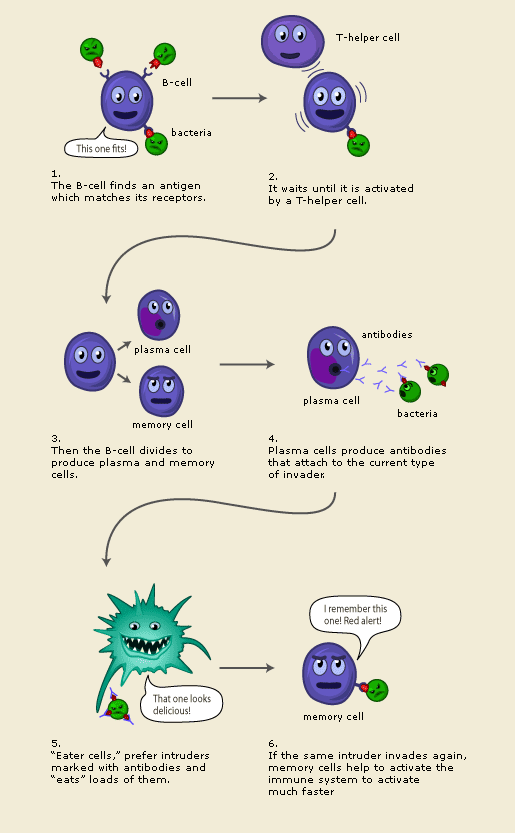 T-helper cell
B-cell
bacteria
This one fits!
1.
The B-cell finds an antigen
which matches its receptors.
2.
It waits until it is activated
by a T-helper cell.
plasma cell
memory cell
3.
Then the B-cell divides to
produce plasma and memory
cells.
antibodies
plasma cell
bacteria
4.
Plasma cells produce antibodies
that attach to the current type
of invader.
That one looks
delicious!
5.
“Eater cells,” prefer intruders
marked with antibodies and
“eats” loads of them.
I remember this
one! Red alert!
memory cell
6.
If the same intruder invades again,
memory cells help to activate the
immune system to activate
much faster